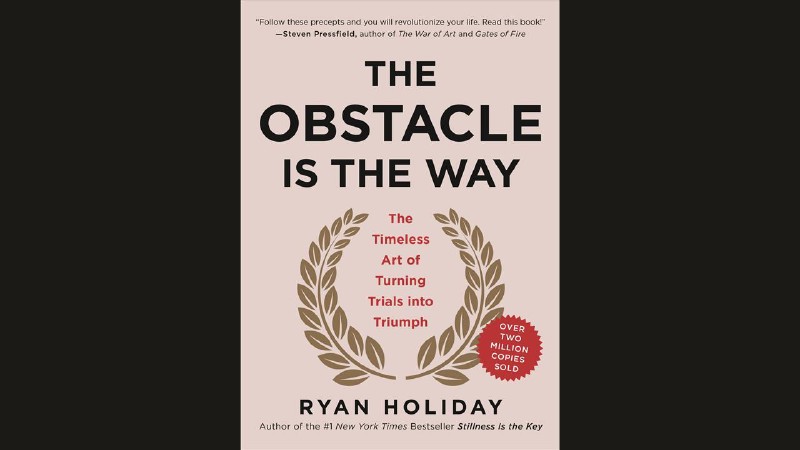 "Follow these precepts and you will revolutionize your life. Read this book!"
—Steven Pressfield, author of The War of Art and Gates of Fire
THE
OBSTACLE
IS THE WAY
The
Timeless
Art of
Turning
Trials into
Triumph
OVER
TWO
MILLION
COPIES
SOLD
RYAN HOLIDAY
Author of the #1 New York Times Bestseller Stillness Is the Key